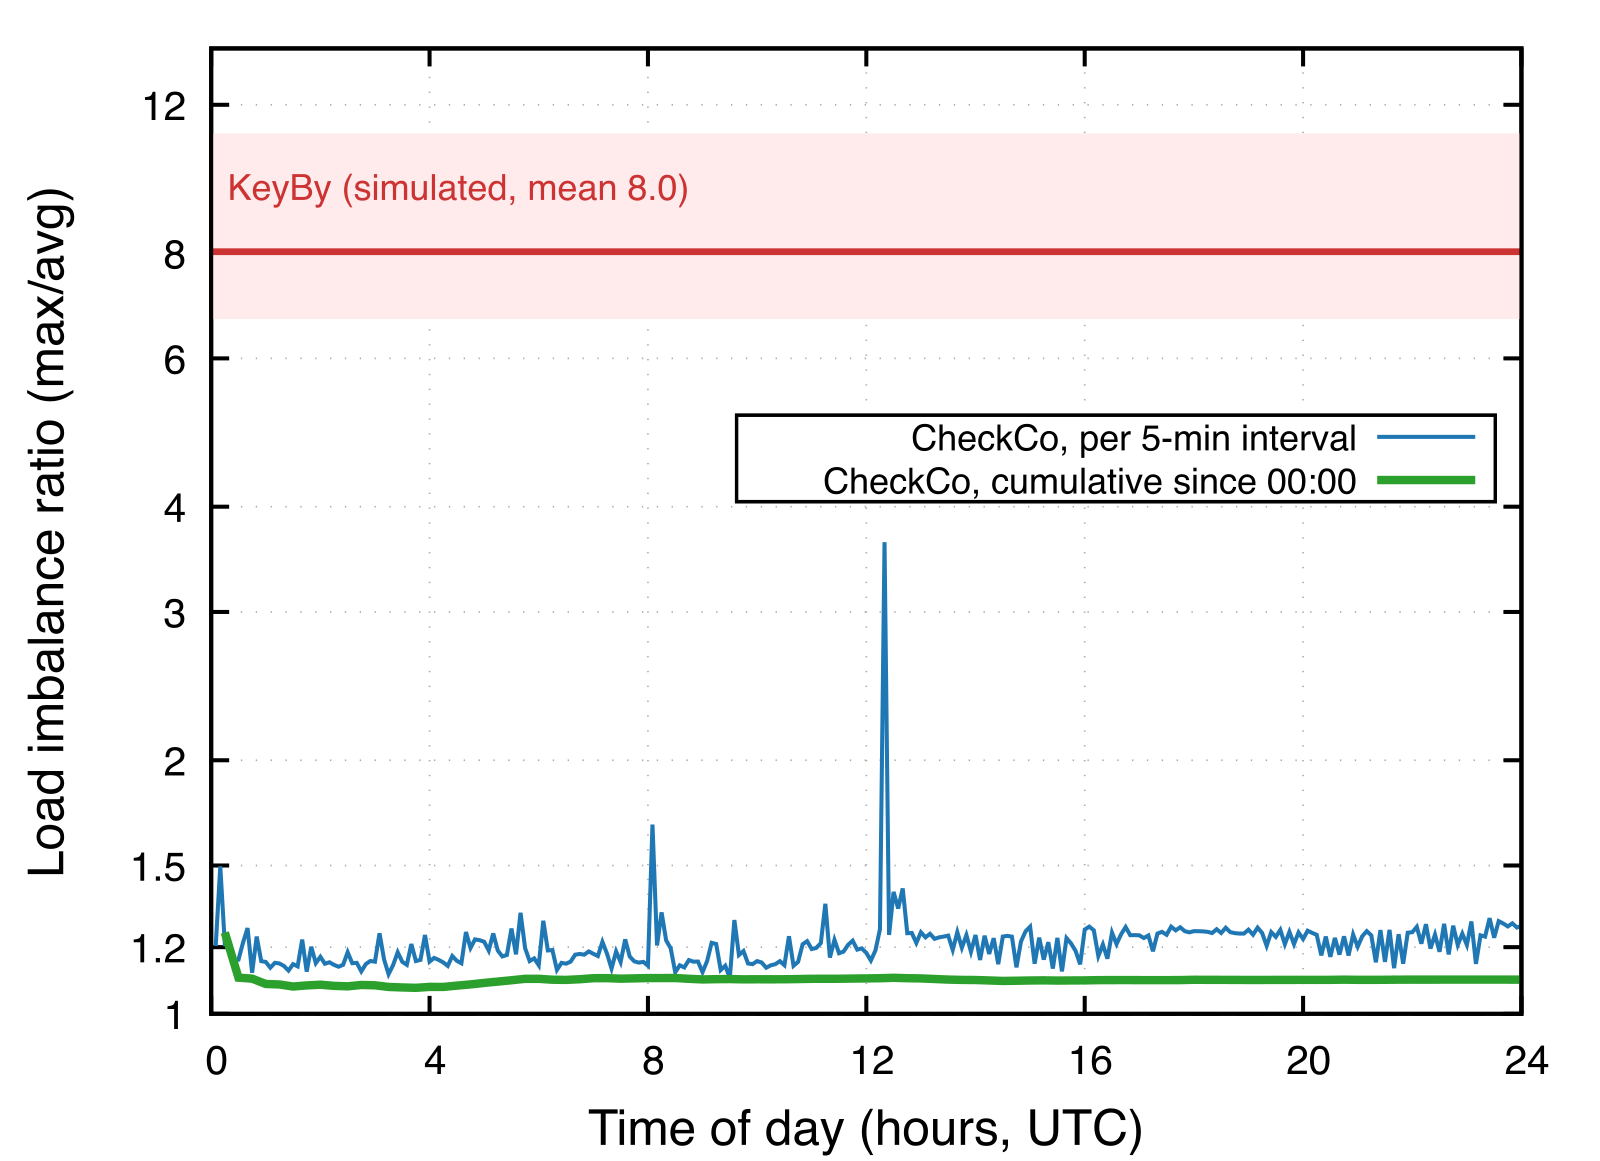 Load imbalance ratio (max/avg)
12
8
6
4
3
2
1.5
1.2
1
KeyBy (simulated, mean 8.0)
CheckCo, per 5-min interval
CheckCo, cumulative since 00:00
0 4 8 12 16 20 24
Time of day (hours, UTC)